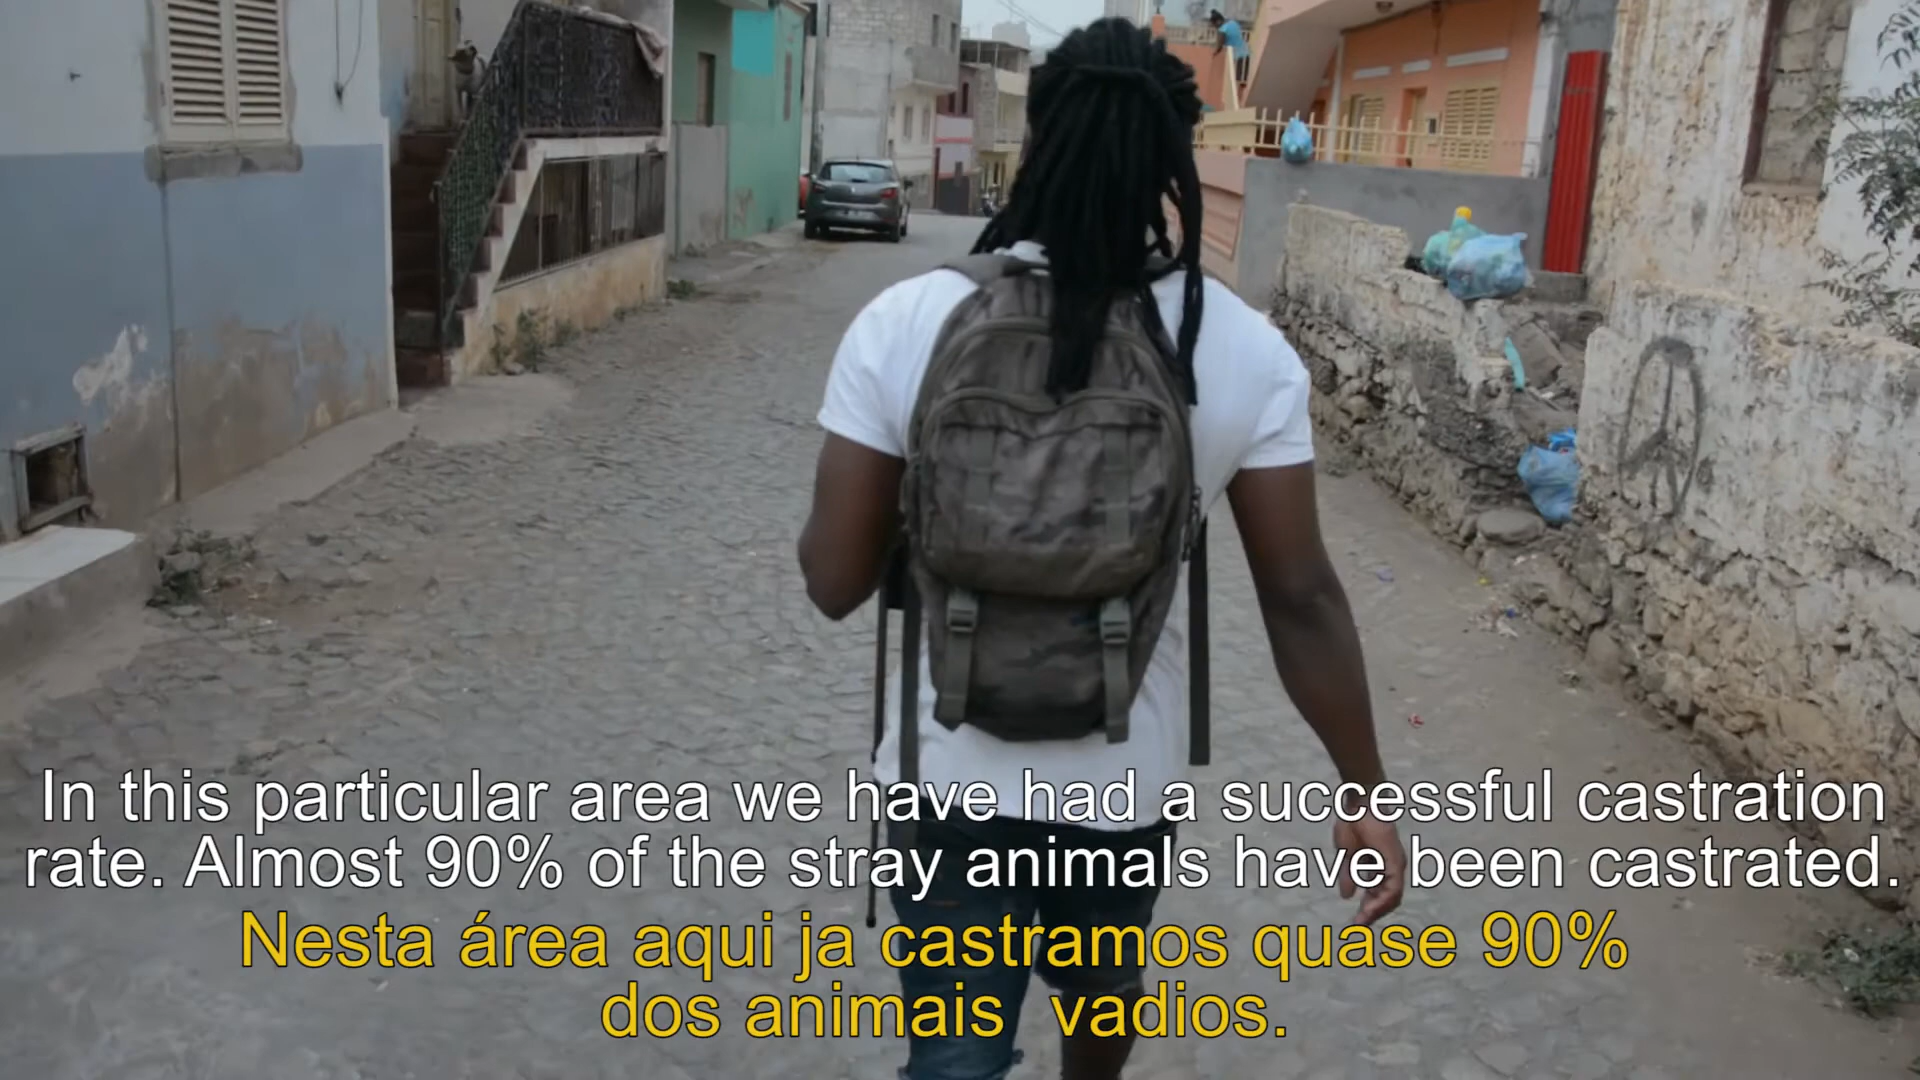 In this particular area we have had a successful castration
rate. Almost 90% of the stray animals have been castrated.
Nesta área aqui ja castramos quase 90%
dos animais vadios.